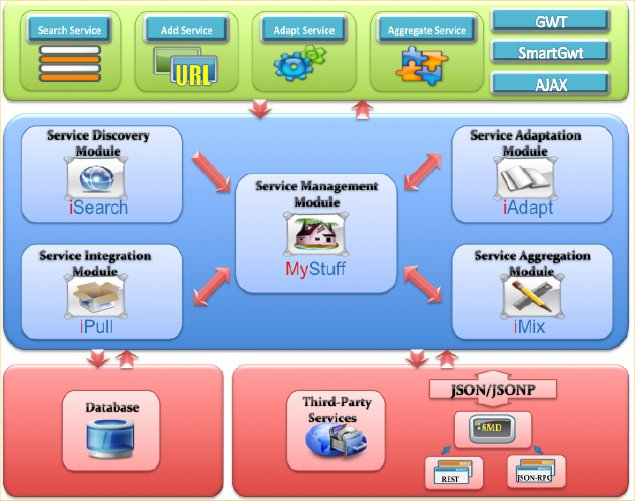 Search Service
Add Service
Adapt Service
Aggregate Service
GWT
SmartGwt
AJAX
URL
Service Discovery
Module
iSearch
Service Adaptation
Module
iAdapt
Service Management
Module
MyStuff
Service Integration
Module
iPull
Service Aggregation
Module
iMix
Database
Third-Party
Services
JSON/JSONP
SMD
REST
JSON-RPC